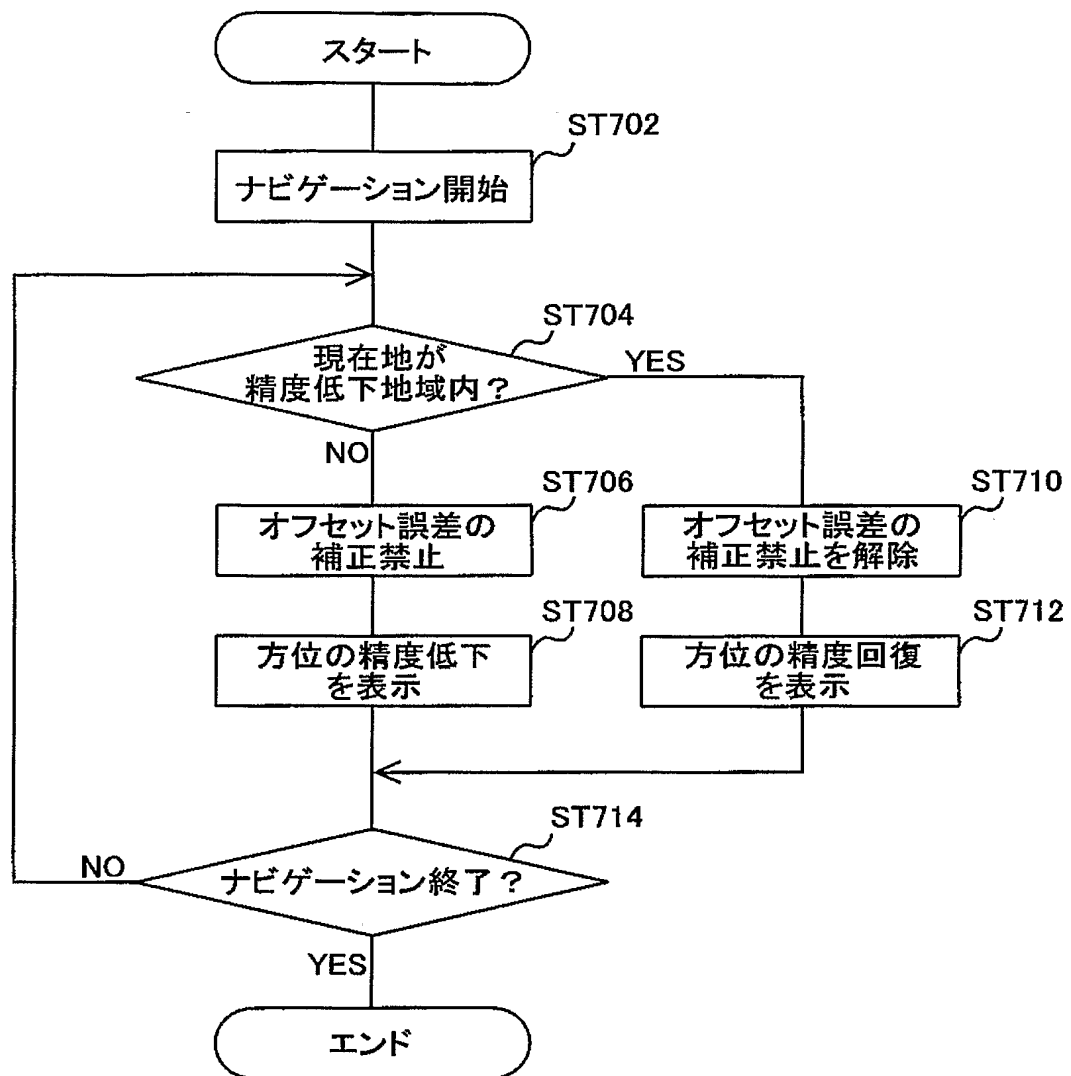 スタート
ST702
ナビゲーション開始
ST704
現在地が
精度低下地域内？
YES
NO
ST706
オフセット誤差の
補正禁止
ST710
オフセット誤差の
補正禁止を解除
ST708
方位の精度低下
を表示
ST712
方位の精度回復
を表示
ST714
ナビゲーション終了？
NO
YES
エンド